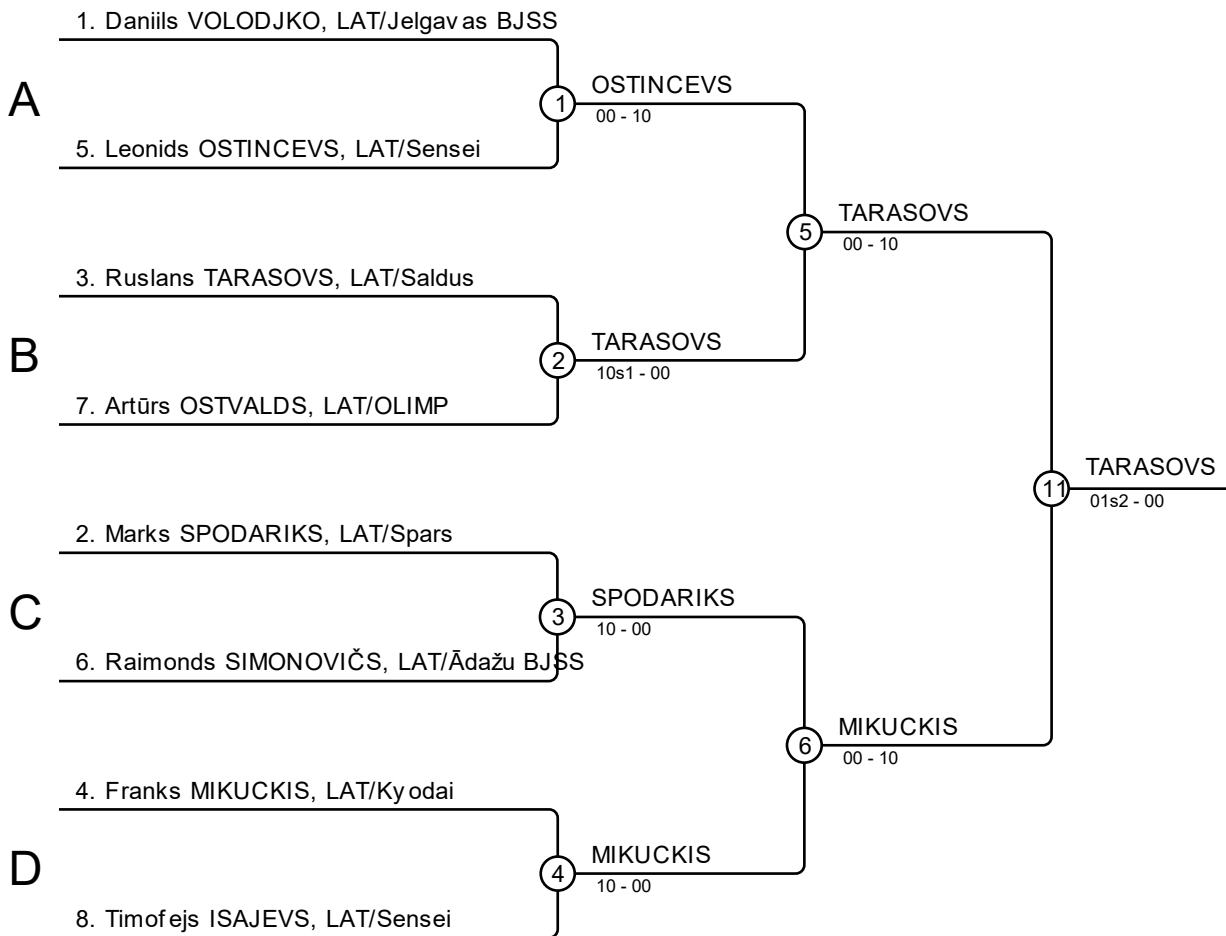 1. Daniils VOLODJKO, LAT/Jelgavas BJSS
A
1
OSTINCEVS
00 - 10
5. Leonids OSTINCEVS, LAT/Sensei
5
TARASOVS
00 - 10
3. Ruslans TARASOVS, LAT/Saldus
B
2
TARASOVS
10s1 - 00
7. Artūrs OSTVALDS, LAT/OLIMP
11
TARASOVS
01s2 - 00
2. Marks SPODARIKS, LAT/Spars
C
3
SPODARIKS
10 - 00
6. Raimonds SIMONOVIČS, LAT/Ādažu BJSS
6
MIKUCKIS
00 - 10
4. Franks MIKUCKIS, LAT/Kyodai
D
4
MIKUCKIS
10 - 00
8. Timofejs ISAJEVS, LAT/Sensei